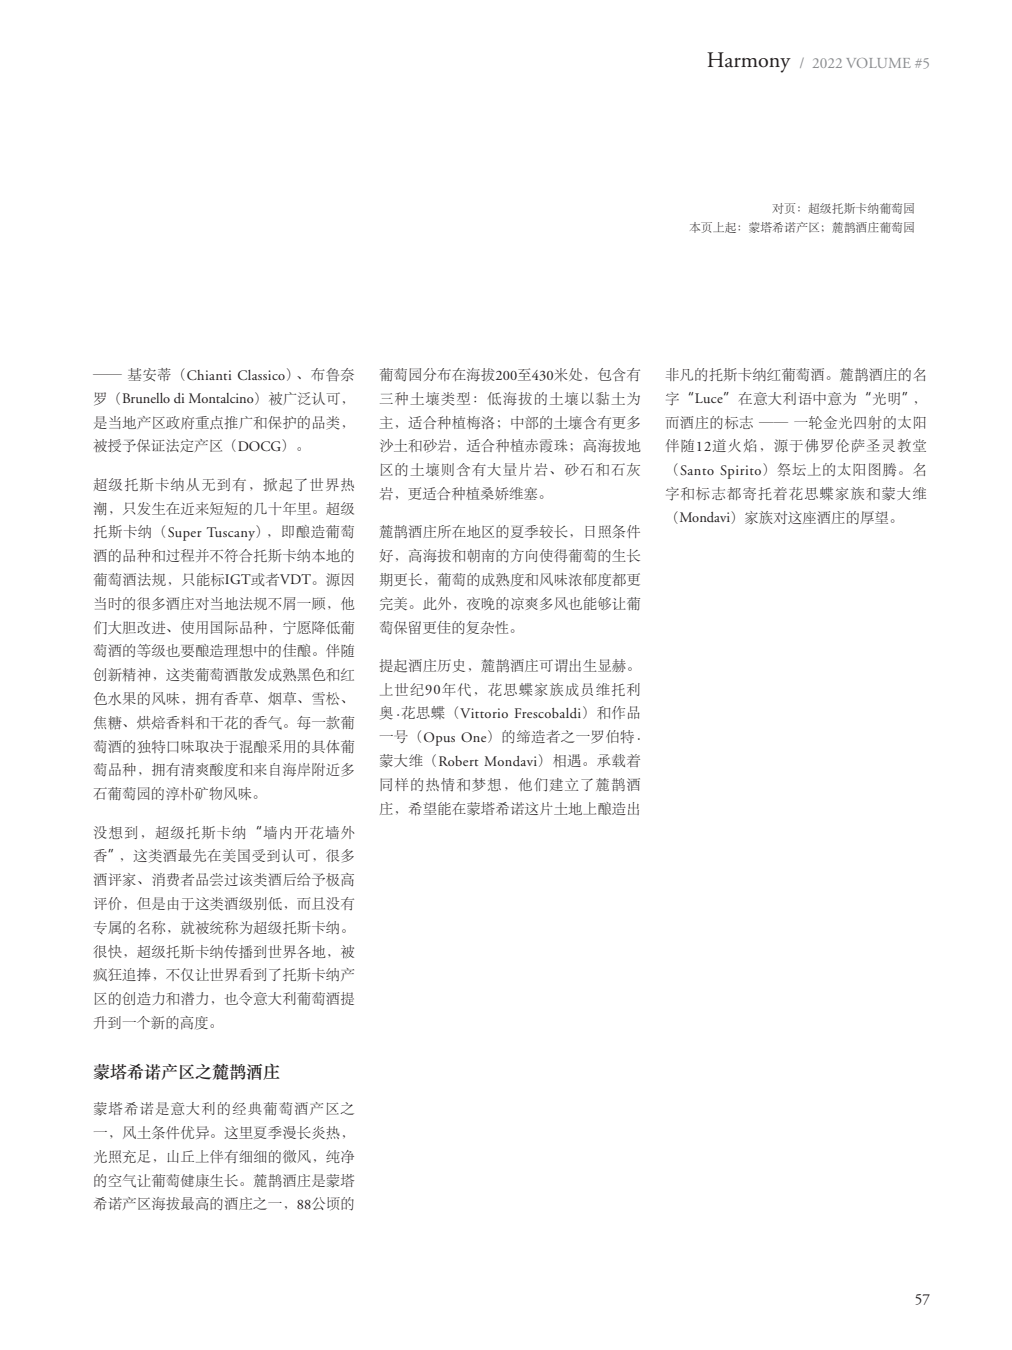 Harmony / 2022 VOLUME #5
对页：超级托斯卡纳葡萄园
本页上起：蒙塔希诺产区；麓鹊酒庄葡萄园
—— 基安蒂（Chianti Classico）、布鲁奈
罗（Brunello di Montalcino）被广泛认可，
是当地产区政府重点推广和保护的品类，
被授予保证法定产区（DOCG）。
超级托斯卡纳从无到有，掀起了世界热
潮，只发生在近来短短的几十年里。超级
托斯卡纳（Super Tuscany），即酿造葡萄
酒的品种和过程并不符合托斯卡纳本地的
葡萄酒法规，只能标IGT或者VDT。源因
当时的很多酒庄对当地法规不屑一顾，他
们大胆改进、使用国际品种，宁愿降低葡
萄酒的等级也要酿造理想中的佳酿。伴随
创新精神，这类葡萄酒散发成熟黑色和红
色水果的风味，拥有香草、烟草、雪松、
焦糖、烘焙香料和干花的香气。每一款葡
萄酒的独特口味取决于混酿采用的具体葡
萄品种，拥有清爽酸度和来自海岸附近多
石葡萄园的淳朴矿物风味。
没想到，超级托斯卡纳“墙内开花墙外
香”，这类酒最先在美国受到认可，很多
酒评家、消费者品尝过该类酒后给予极高
评价，但是由于这类酒级别低，而且没有
专属的名称，就被统称为超级托斯卡纳。
很快，超级托斯卡纳传播到世界各地，被
疯狂追捧，不仅让世界看到了托斯卡纳产
区的创造力和潜力，也令意大利葡萄酒提
升到一个新的高度。
蒙塔希诺产区之麓鹊酒庄
蒙塔希诺是意大利的经典葡萄酒产区之
一，风土条件优异。这里夏季漫长炎热，
光照充足，山丘上伴有细细的微风，纯净
的空气让葡萄健康生长。麓鹊酒庄是蒙塔
希诺产区海拔最高的酒庄之一，88公顷的
葡萄园分布在海拔200至430米处，包含有
三种土壤类型：低海拔的土壤以黏土为
主，适合种植梅洛；中部的土壤含有更多
沙土和砂岩，适合种植赤霞珠；高海拔地
区的土壤则含有大量片岩、砂石和石灰
岩，更适合种植桑娇维塞。
麓鹊酒庄所在地区的夏季较长，日照条件
好，高海拔和朝南的方向使得葡萄的生长
期更长，葡萄的成熟度和风味浓郁度都更
完美。此外，夜晚的凉爽多风也能够让葡
萄保留更佳的复杂性。
提起酒庄历史，麓鹊酒庄可谓出生显赫。
上世纪90年代，花思蝶家族成员维托利
奥·花思蝶（Vittorio Frescobaldi）和作品
一号（Opus One）的缔造者之一罗伯特·
蒙大维（Robert Mondavi）相遇。承载着
同样的热情和梦想，他们建立了麓鹊酒
庄，希望能在蒙塔希诺这片土地上酿造出
非凡的托斯卡纳红葡萄酒。麓鹊酒庄的名
字“Luce”在意大利语中意为“光明”，
而酒庄的标志 —— 一轮金光四射的太阳
伴随12道火焰，源于佛罗伦萨圣灵教堂
（Santo Spirito）祭坛上的太阳图腾。名
字和标志都寄托着花思蝶家族和蒙大维
（Mondavi）家族对这座酒庄的厚望。
57